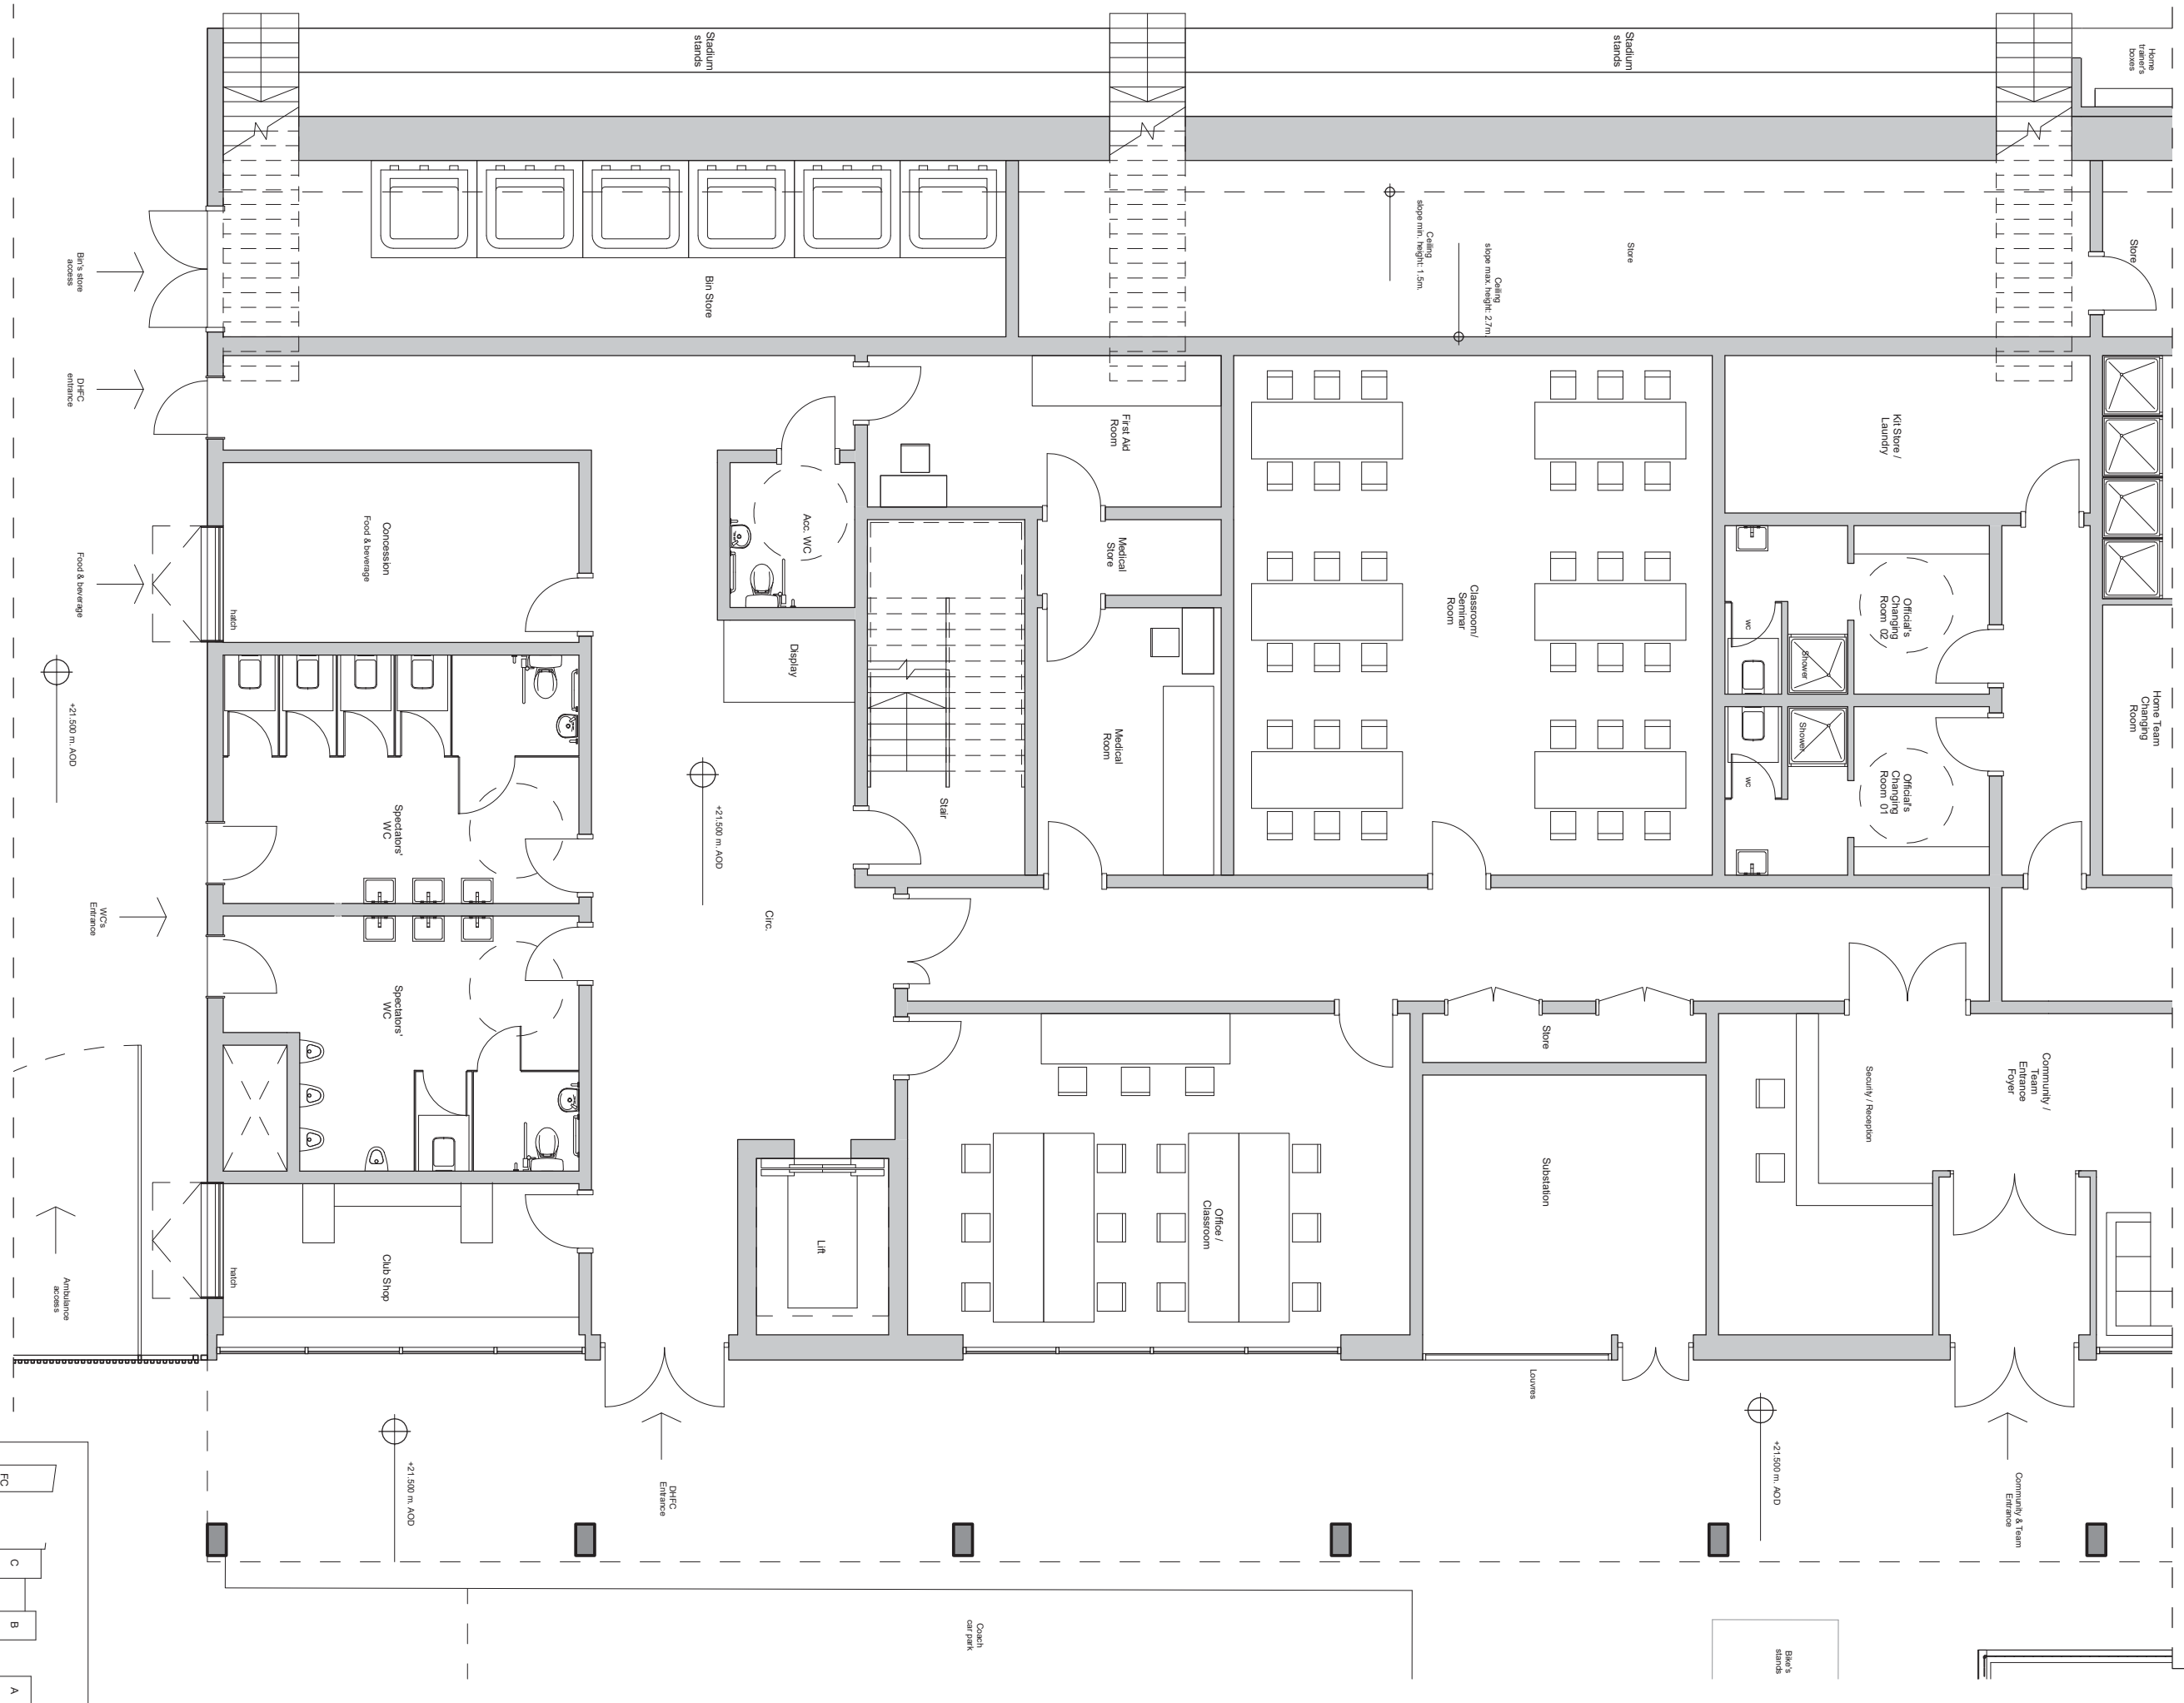 Stadium
stands
Stadium
stands
Home
trainer's
boxes
Bin's store
access
Bin Store
Ceiling
slope min. height: 1.5m.
Ceiling
slope max. height: 2.7m.
Store
Store
DHFC
entrance
First Aid
Room
Kit Store /
Laundry
Food & beverage
Concession
Food & beverage
hatch
Acc. WC
Medical
Store
Classroom/
Seminar
Room
WC
Shower
Official's
Changing
Room 02
Home Team
Changing
Room
Display
+21.500 m. AOD
Medical
Room
Shower
WC
Official's
Changing
Room 01
Spectators'
WC
+21.500 m. AOD
Stair
WC's
Entrance
Circ.
Spectators'
WC
Store
Security / Reception
Community /
Team
Entrance
Foyer
Ambulance
access
hatch
Club Shop
Lift
Office /
Classroom
Substation
Louvres
+21.500 m. AOD
DHFC
Entrance
+21.500 m. AOD
Community & Team
Entrance
FC
C
B
A
Coach
car park
Bike's
stands